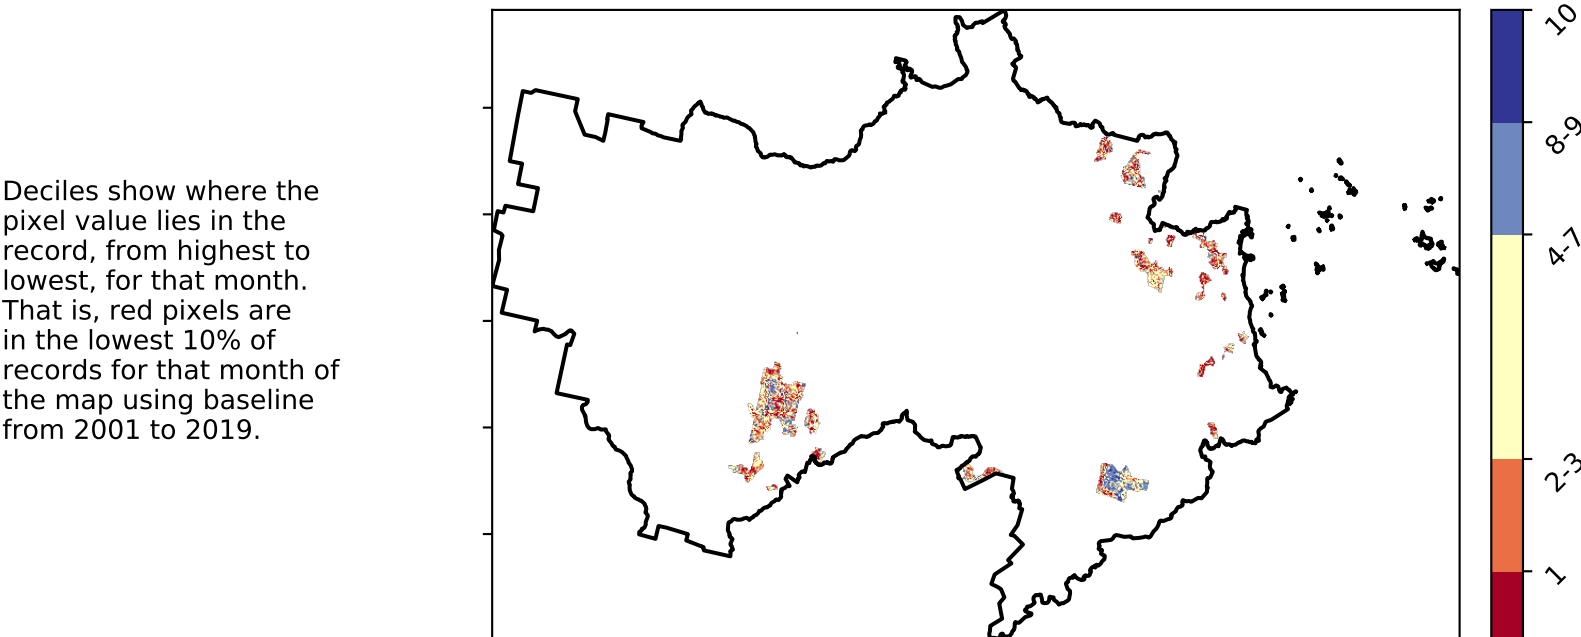 Deciles show where the
pixel value lies in the
record, from highest to
lowest, for that month.
That is, red pixels are
in the lowest 10% of
records for that month of
the map using baseline
from 2001 to 2019.
10
8-9
4-7
2-3
1